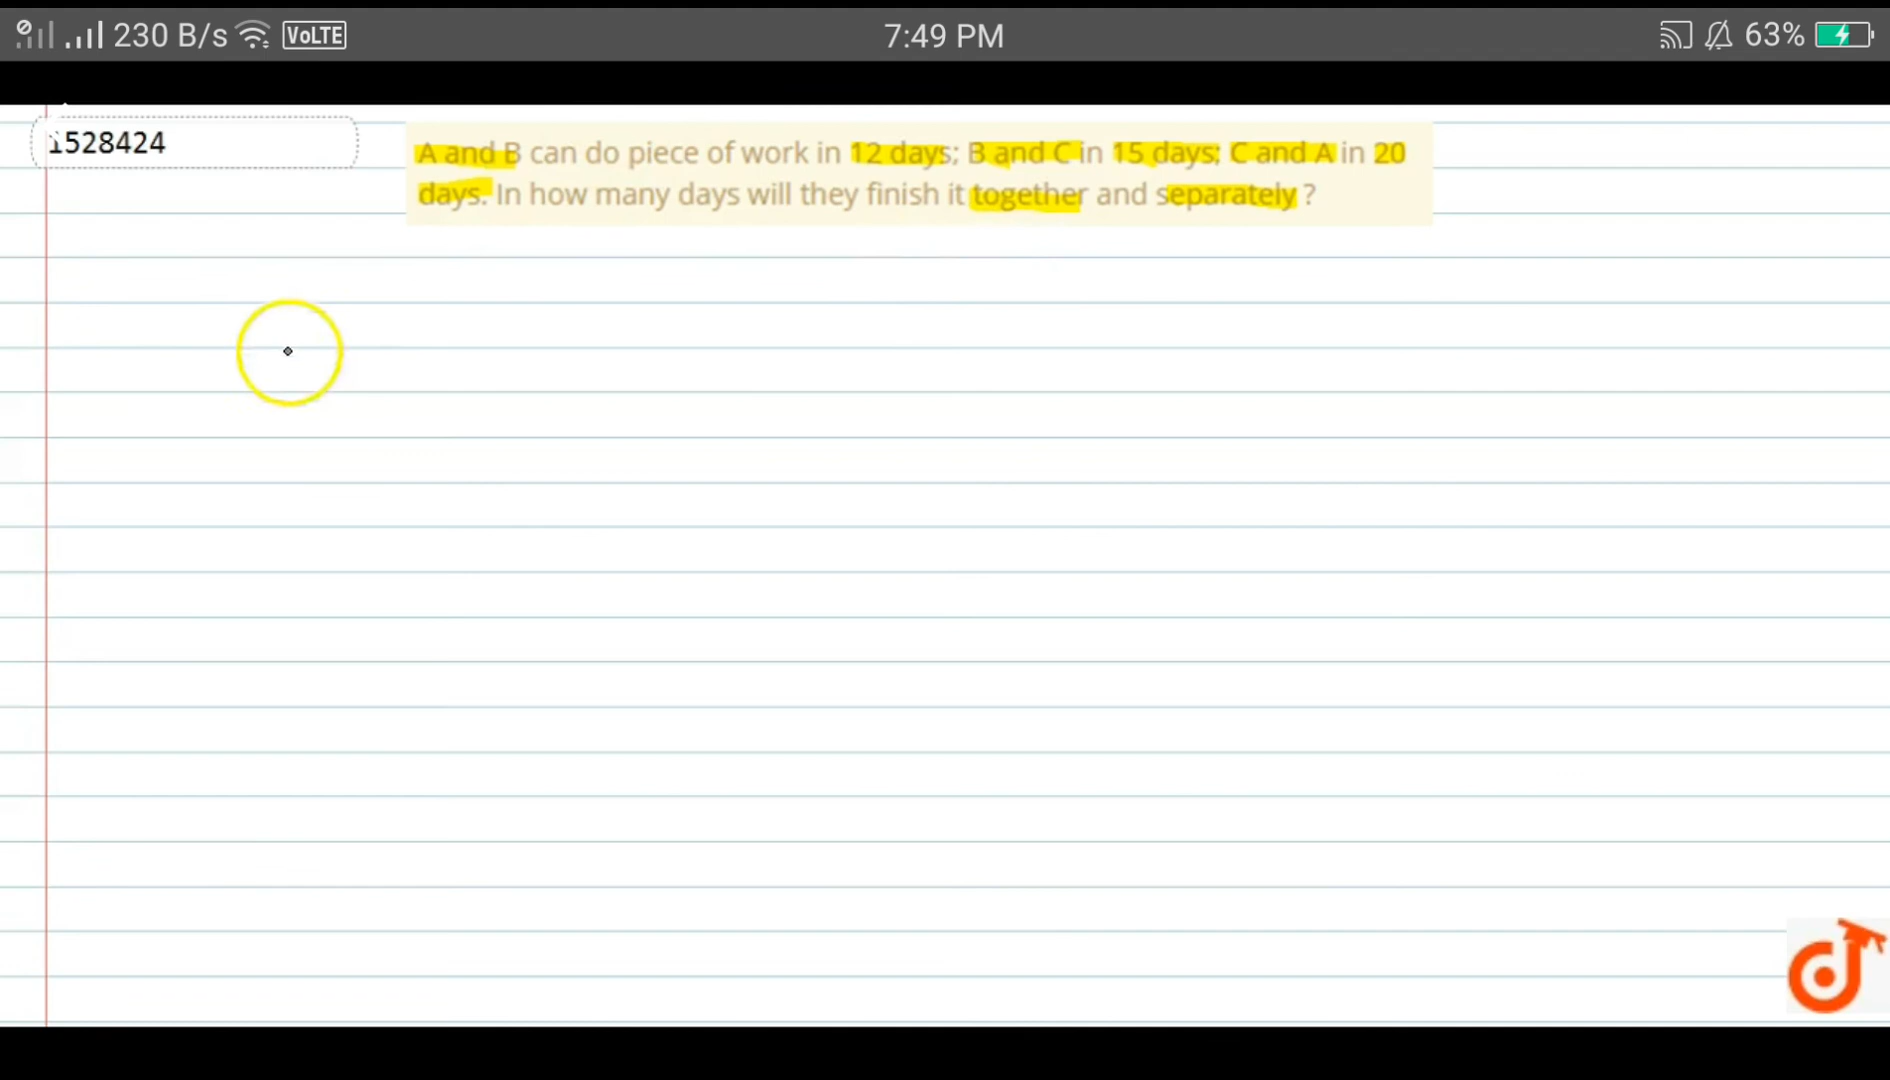 230 B/s VoLTE 7:49 PM 63%
1528424
A and B can do piece of work in 12 days; B and C in 15 days; C and A in 20
days. In how many days will they finish it together and separately ?